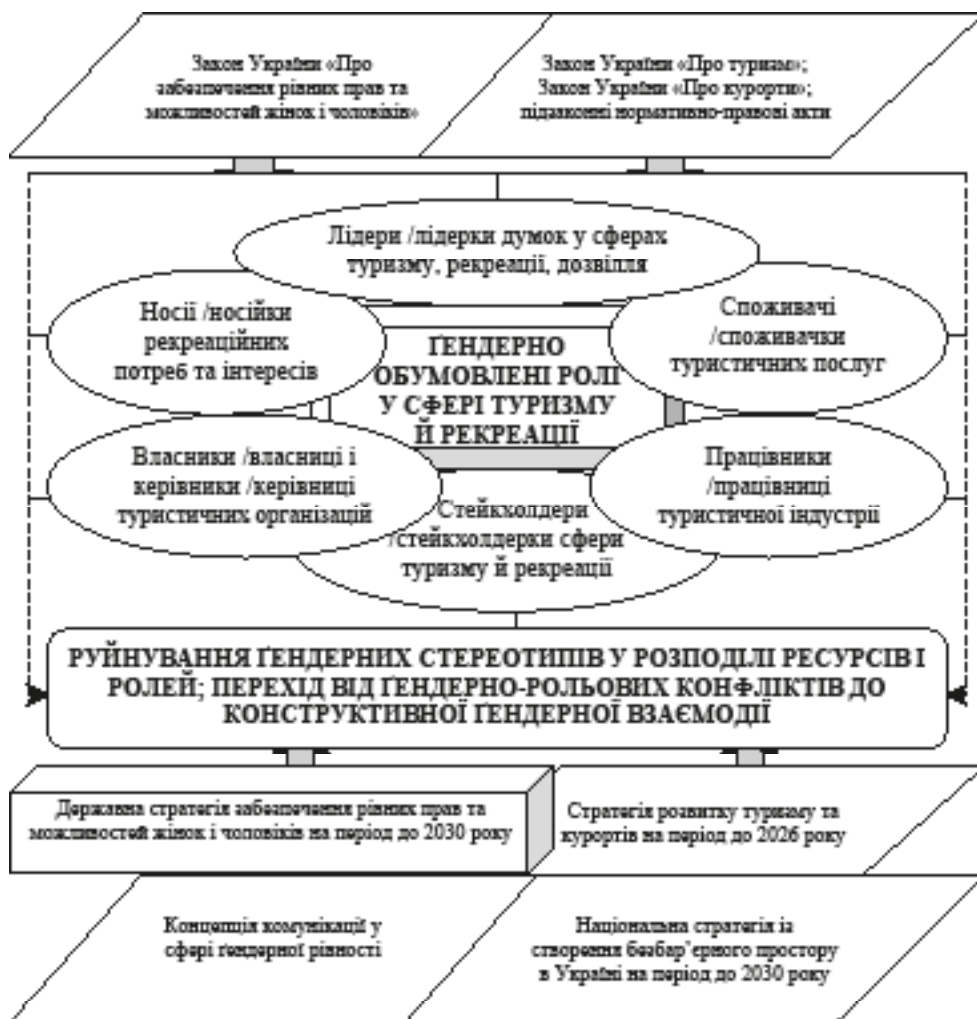 Закон України «Про
забезпечення рівних прав та
можливостей жінок і чоловіків»
Закон України «Про туризм»;
Закон України «Про курорти»;
підзаконні нормативно-правові акти
Лідери /лідерки думок у сферах
туризму, рекреації, дозвілля
Носії /носійки
рекреаційних
потреб та інтересів
Споживачі
/споживачки
туристичних послуг
ҐЕНДЕРНО
ОБУМОВЛЕНІ РОЛІ
У СФЕРІ ТУРИЗМУ
Й РЕКРЕАЦІЇ
Власники /власниці і
керівники /керівниці
туристичних організацій
Працівники
/працівниці
туристичної індустрії
Стейкхолдери
/стейкхолдерки сфери
туризму й рекреації
РУЙНУВАННЯ ҐЕНДЕРНИХ СТЕРЕОТИПІВ У РОЗПОДІЛІ РЕСУРСІВ І
РОЛЕЙ; ПЕРЕХІД ВІД ҐЕНДЕРНО-РОЛЬОВИХ КОНФЛІКТІВ ДО
КОНСТРУКТИВНОЇ ҐЕНДЕРНОЇ ВЗАЄМОДІЇ
Державна стратегія забезпечення рівних прав та
можливостей жінок і чоловіків на період до 2030 року
Стратегія розвитку туризму та
курортів на період до 2026 року
Концепція комунікації у
сфері ґендерної рівності
Національна стратегія із
створення безбар’єрного простору
в Україні на період до 2030 року